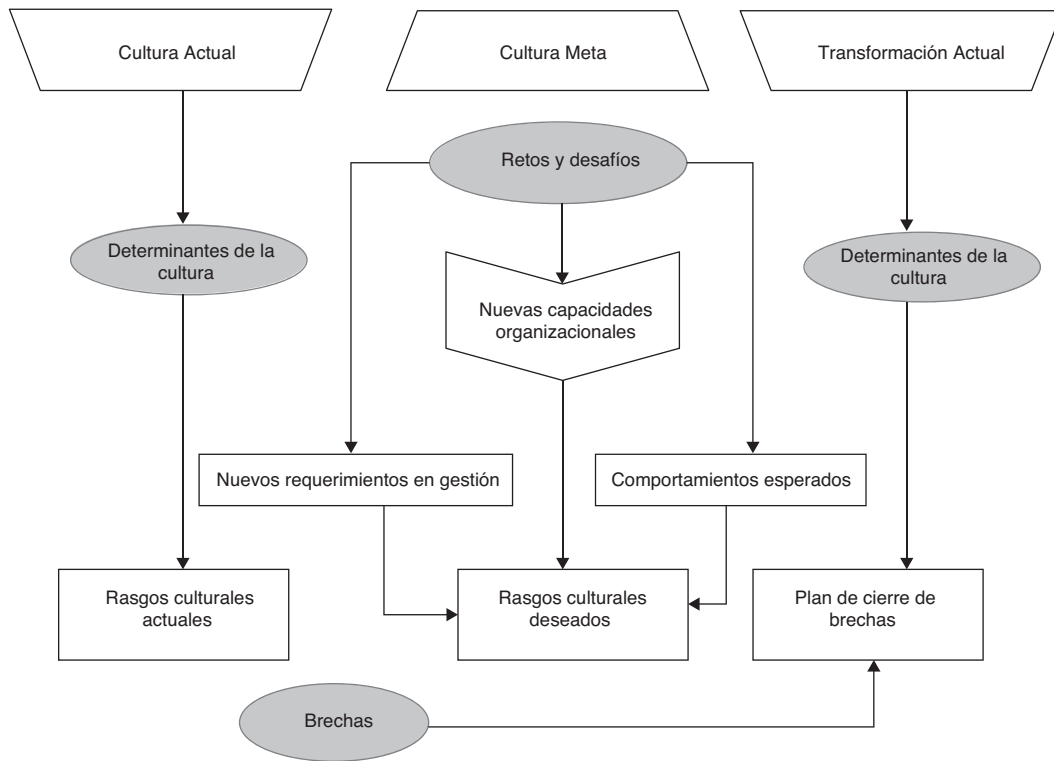 Cultura Actual
Cultura Meta
Transformación Actual
Retos y desafíos
Determinantes de la
cultura
Determinantes de la
cultura
Nuevas capacidades
organizacionales
Nuevos requerimientos en gestión
Comportamientos esperados
Rasgos culturales
actuales
Rasgos culturales
deseados
Plan de cierre de
brechas
Brechas